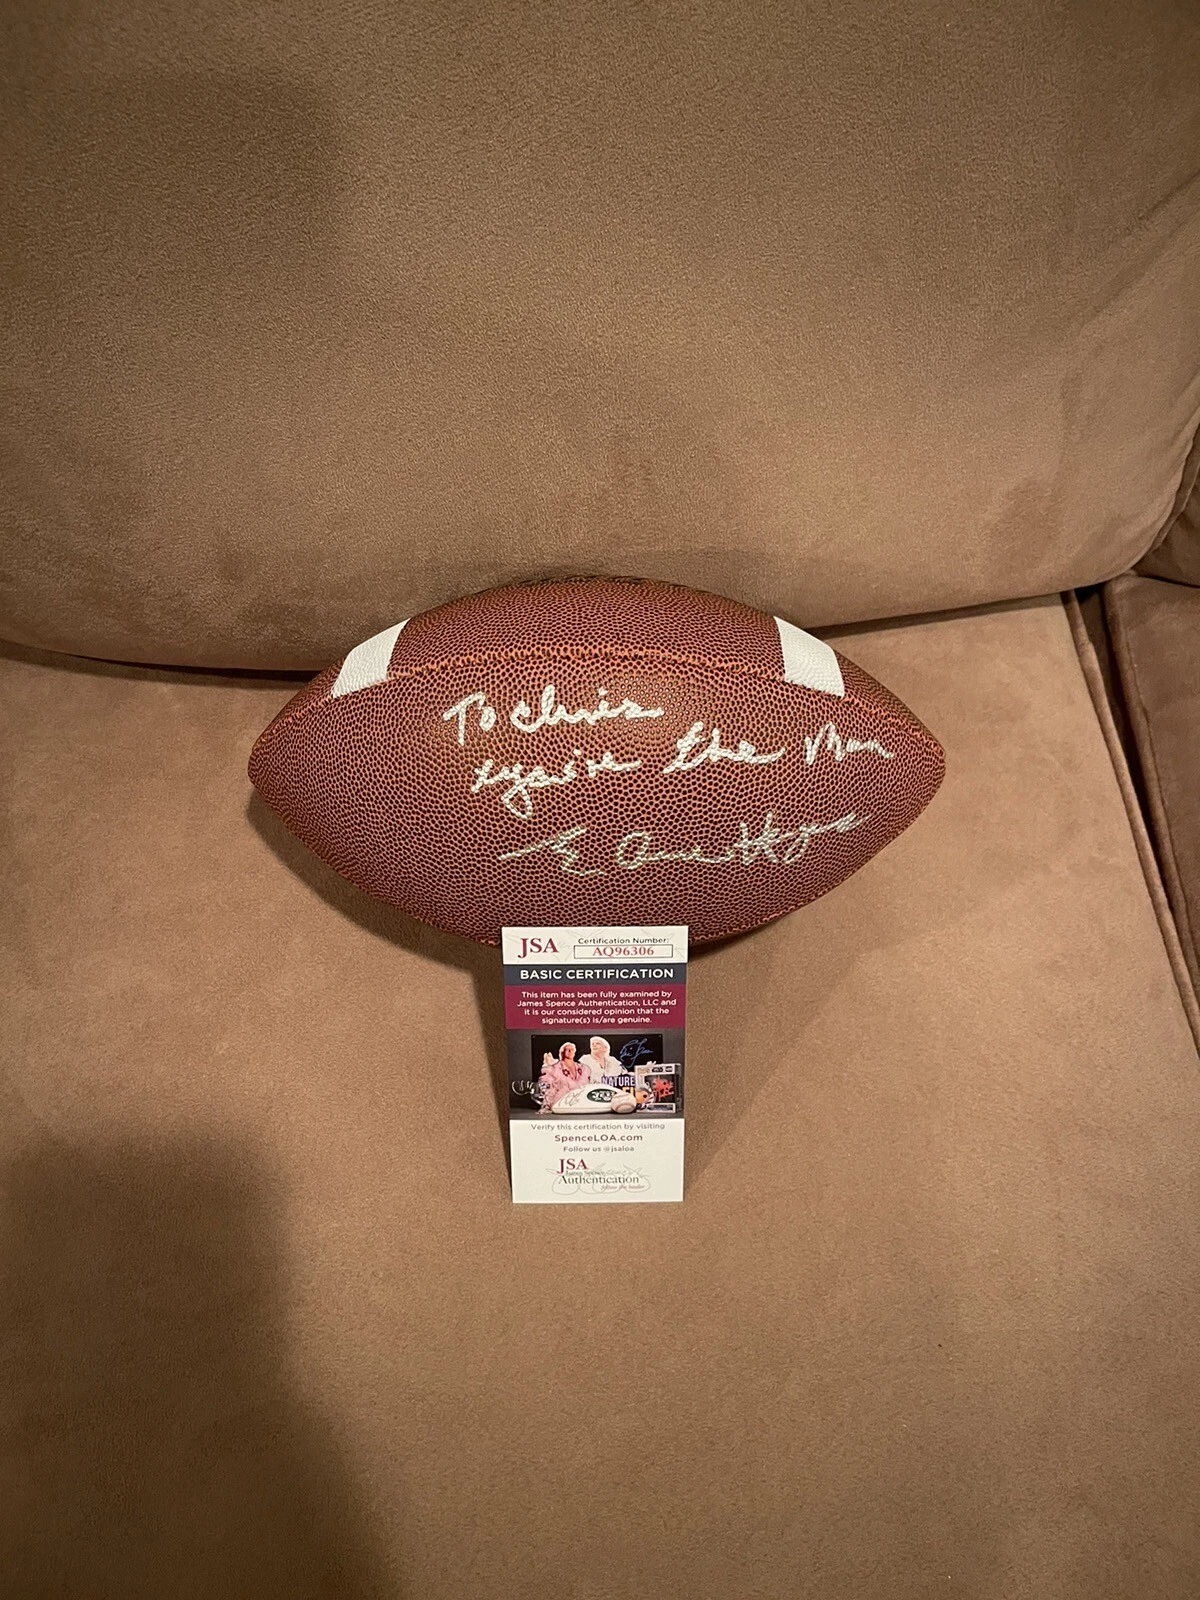 To Chris
You're the Man
JSA
Certification Number:
AQ96306
BASIC CERTIFICATION
This item has been fully examined by
James Spence Authentication, LLC and
it is our considered opinion that the
signature(s) is/are genuine.
Verify this certification by visiting
SpenceLOA.com
Follow us @jsaloa
JSA
James Spence
Authentication